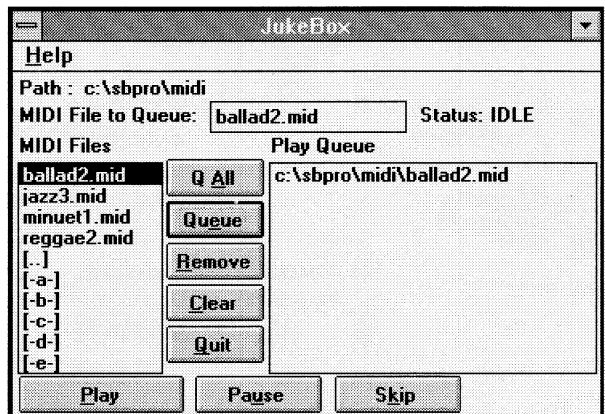 JukeBox
Help
Path : c:\sbpro\midi
MIDI File to Queue: ballad2.mid Status: IDLE
MIDI Files Play Queue
ballad2.mid
jazz3.mid
minuet1.mid
reggae2.mid
[..]
[-a-]
[-b-]
[-c-]
[-d-]
[-e-]
Q All
Queue
Remove
Clear
Quit
c:\sbpro\midi\ballad2.mid
Play Pause Skip